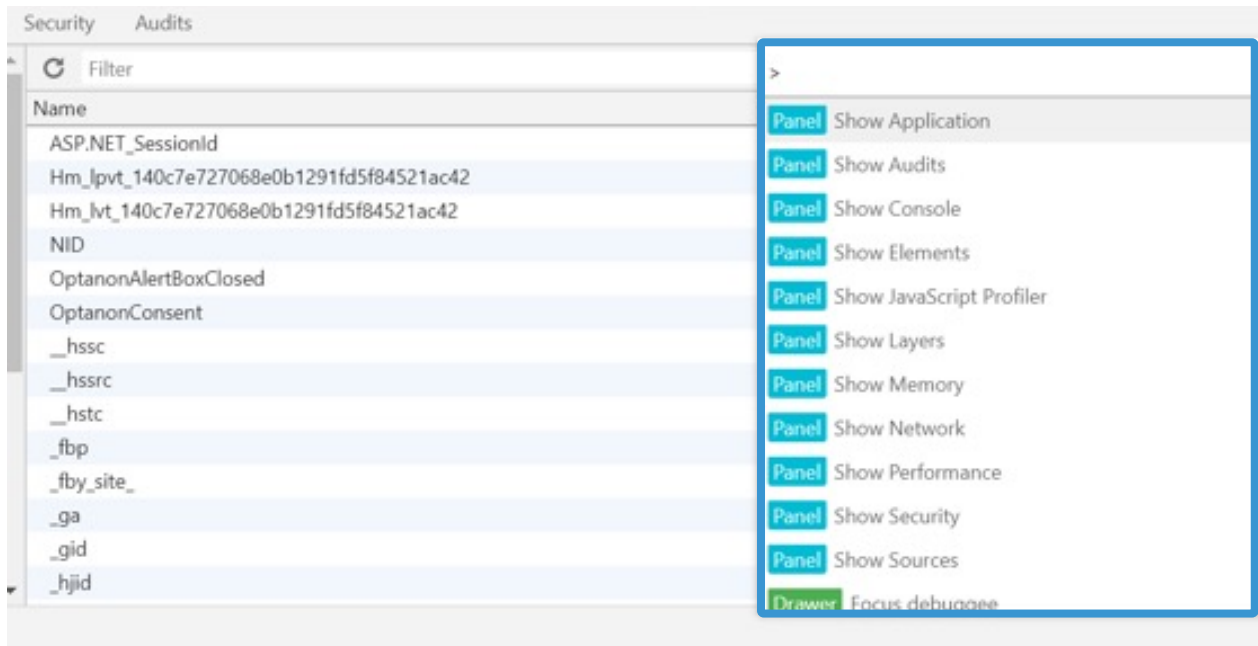 Security Audits
Filter
Name
ASP.NET_SessionId
Hm_lpvt_140c7e727068e0b1291fd5f84521ac42
Hm_lvt_140c7e727068e0b1291fd5f84521ac42
NID
OptanonAlertBoxClosed
OptanonConsent
__hssc
__hssrc
__hstc
_fbp
_fby_site_
_ga
_gid
_hjid
>
Panel Show Application
Panel Show Audits
Panel Show Console
Panel Show Elements
Panel Show JavaScript Profiler
Panel Show Layers
Panel Show Memory
Panel Show Network
Panel Show Performance
Panel Show Security
Panel Show Sources
Drawer Focus debuggee